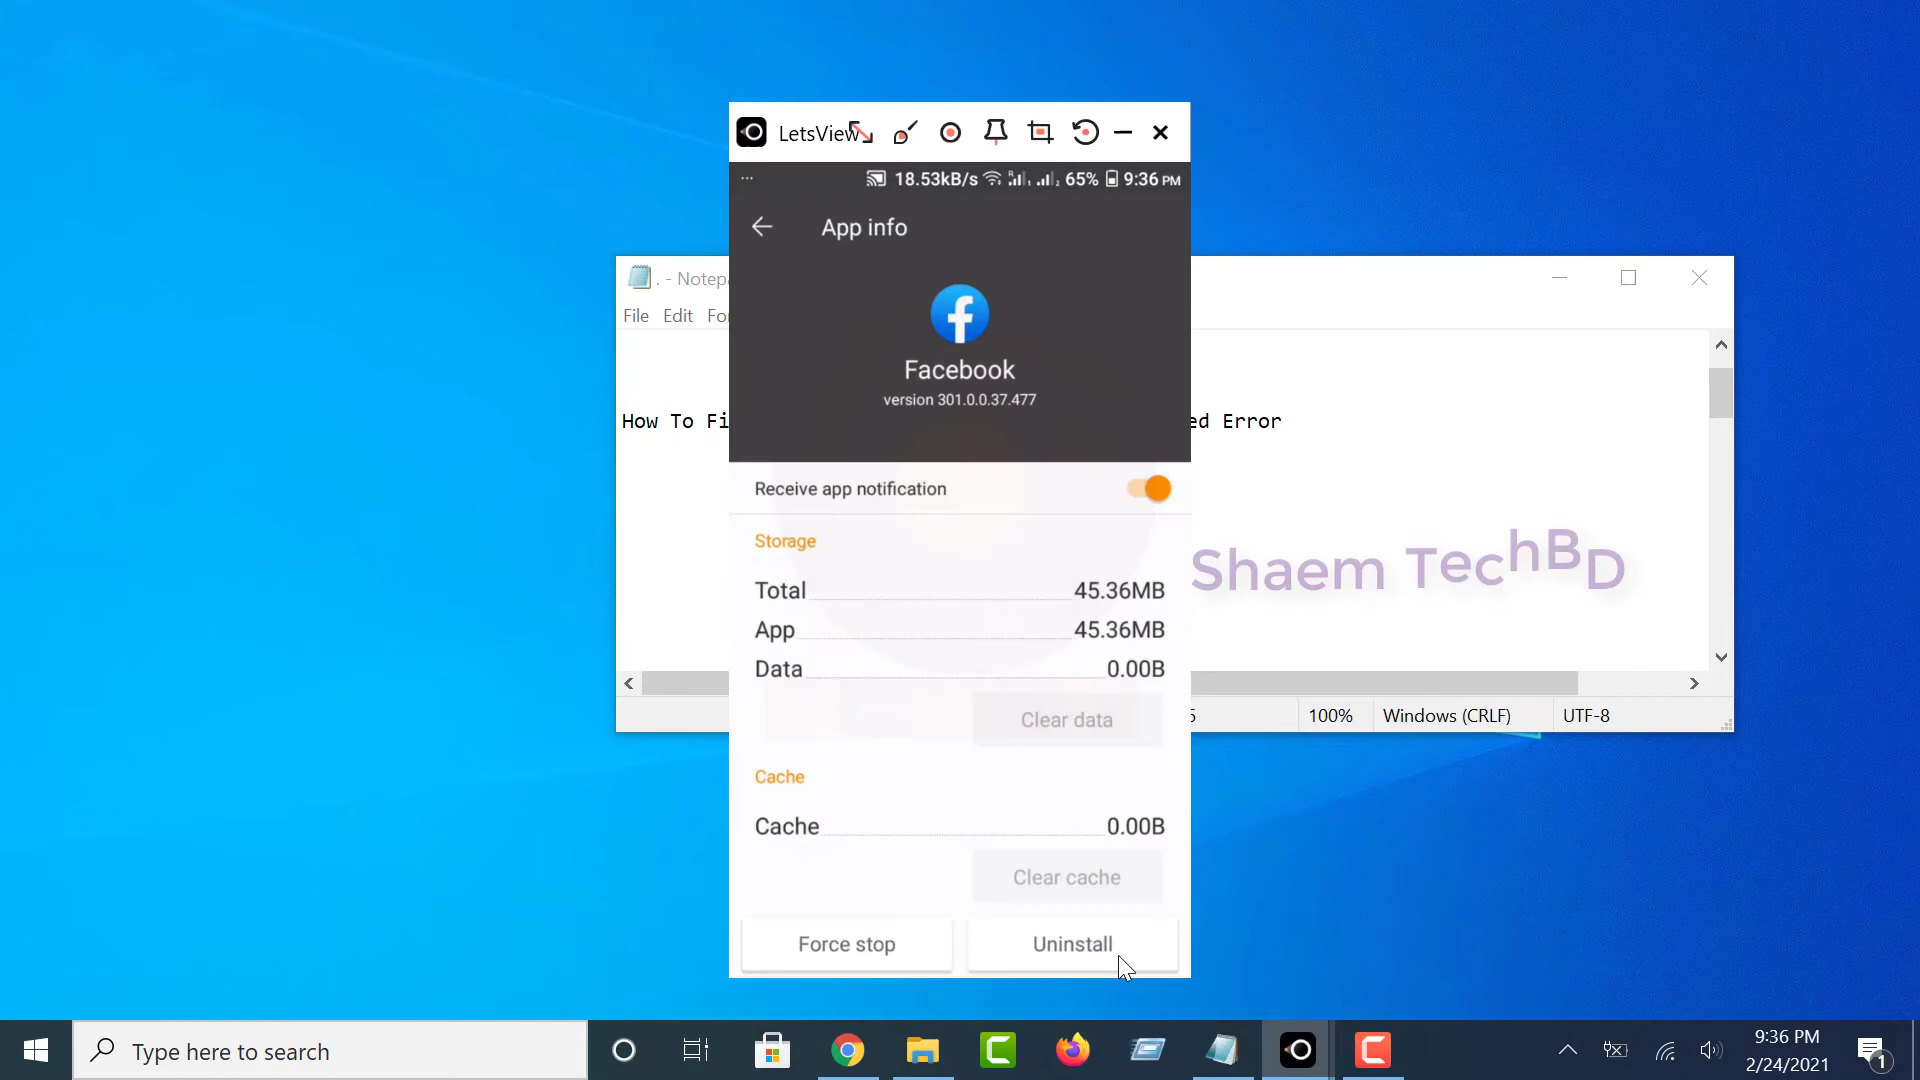 LetsView
... 18.53kB/s R 1 2 65% 9:36 PM
App info
Facebook
version 301.0.0.37.477
. - Notep
File Edit Fo
How To Fi
ed Error
Receive app notification
Storage
Total 45.36MB
App 45.36MB
Data 0.00B
Clear data
Cache
Cache 0.00B
Clear cache
Force stop Uninstall
Shaem TechBD
100% Windows (CRLF) UTF-8
Type here to search
9:36 PM
2/24/2021
1